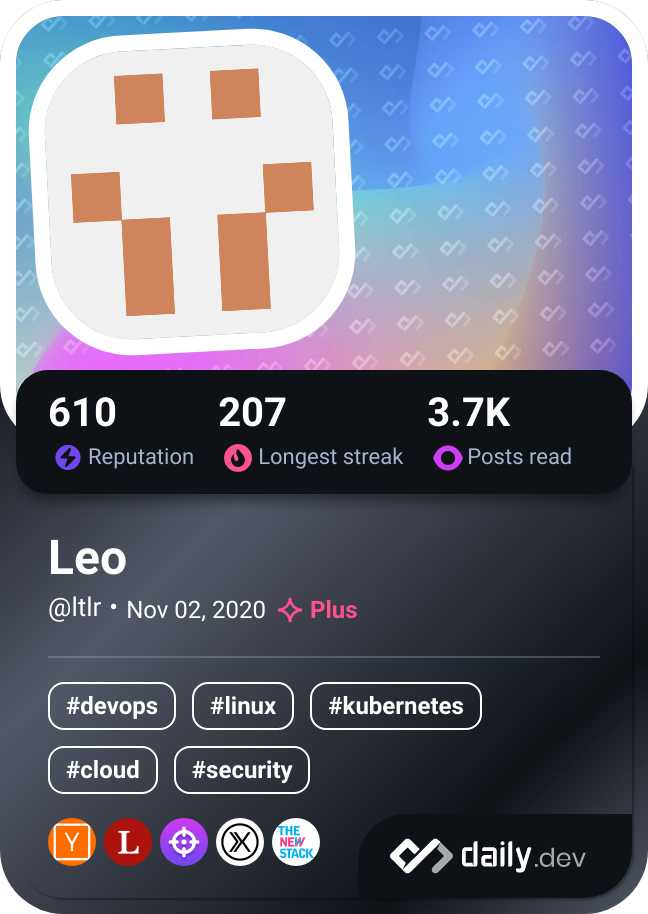 610 207 3.7K
Reputation Longest streak Posts read
Leo
@ltlr • Nov 02, 2020 Plus
#devops #linux #kubernetes
#cloud #security
Y L THE NEW STACK
daily.dev